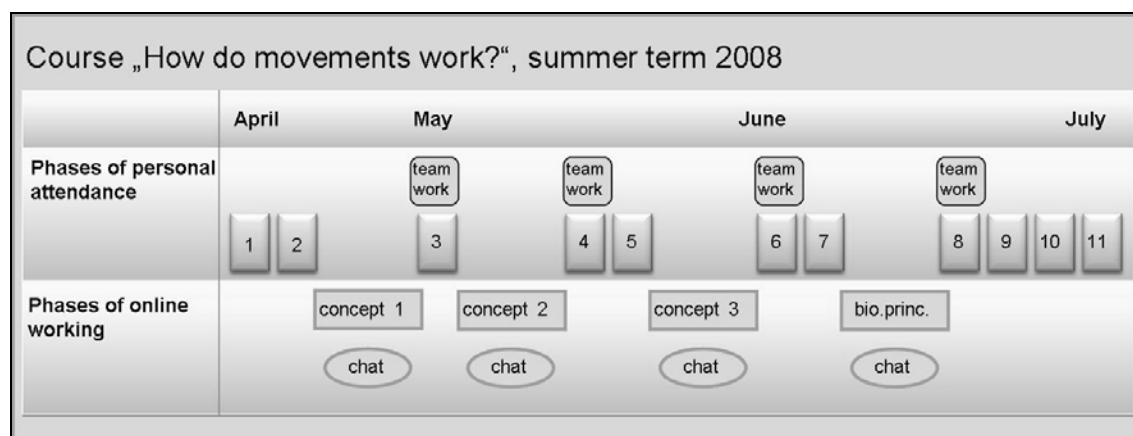 Course „How do movements work?“, summer term 2008
April May June July
Phases of personal
attendance
team
work
team
work
team
work
team
work
1 2 3 4 5 6 7 8 9 10 11
Phases of online
working
concept 1 concept 2 concept 3 bio.princ.
chat chat chat chat